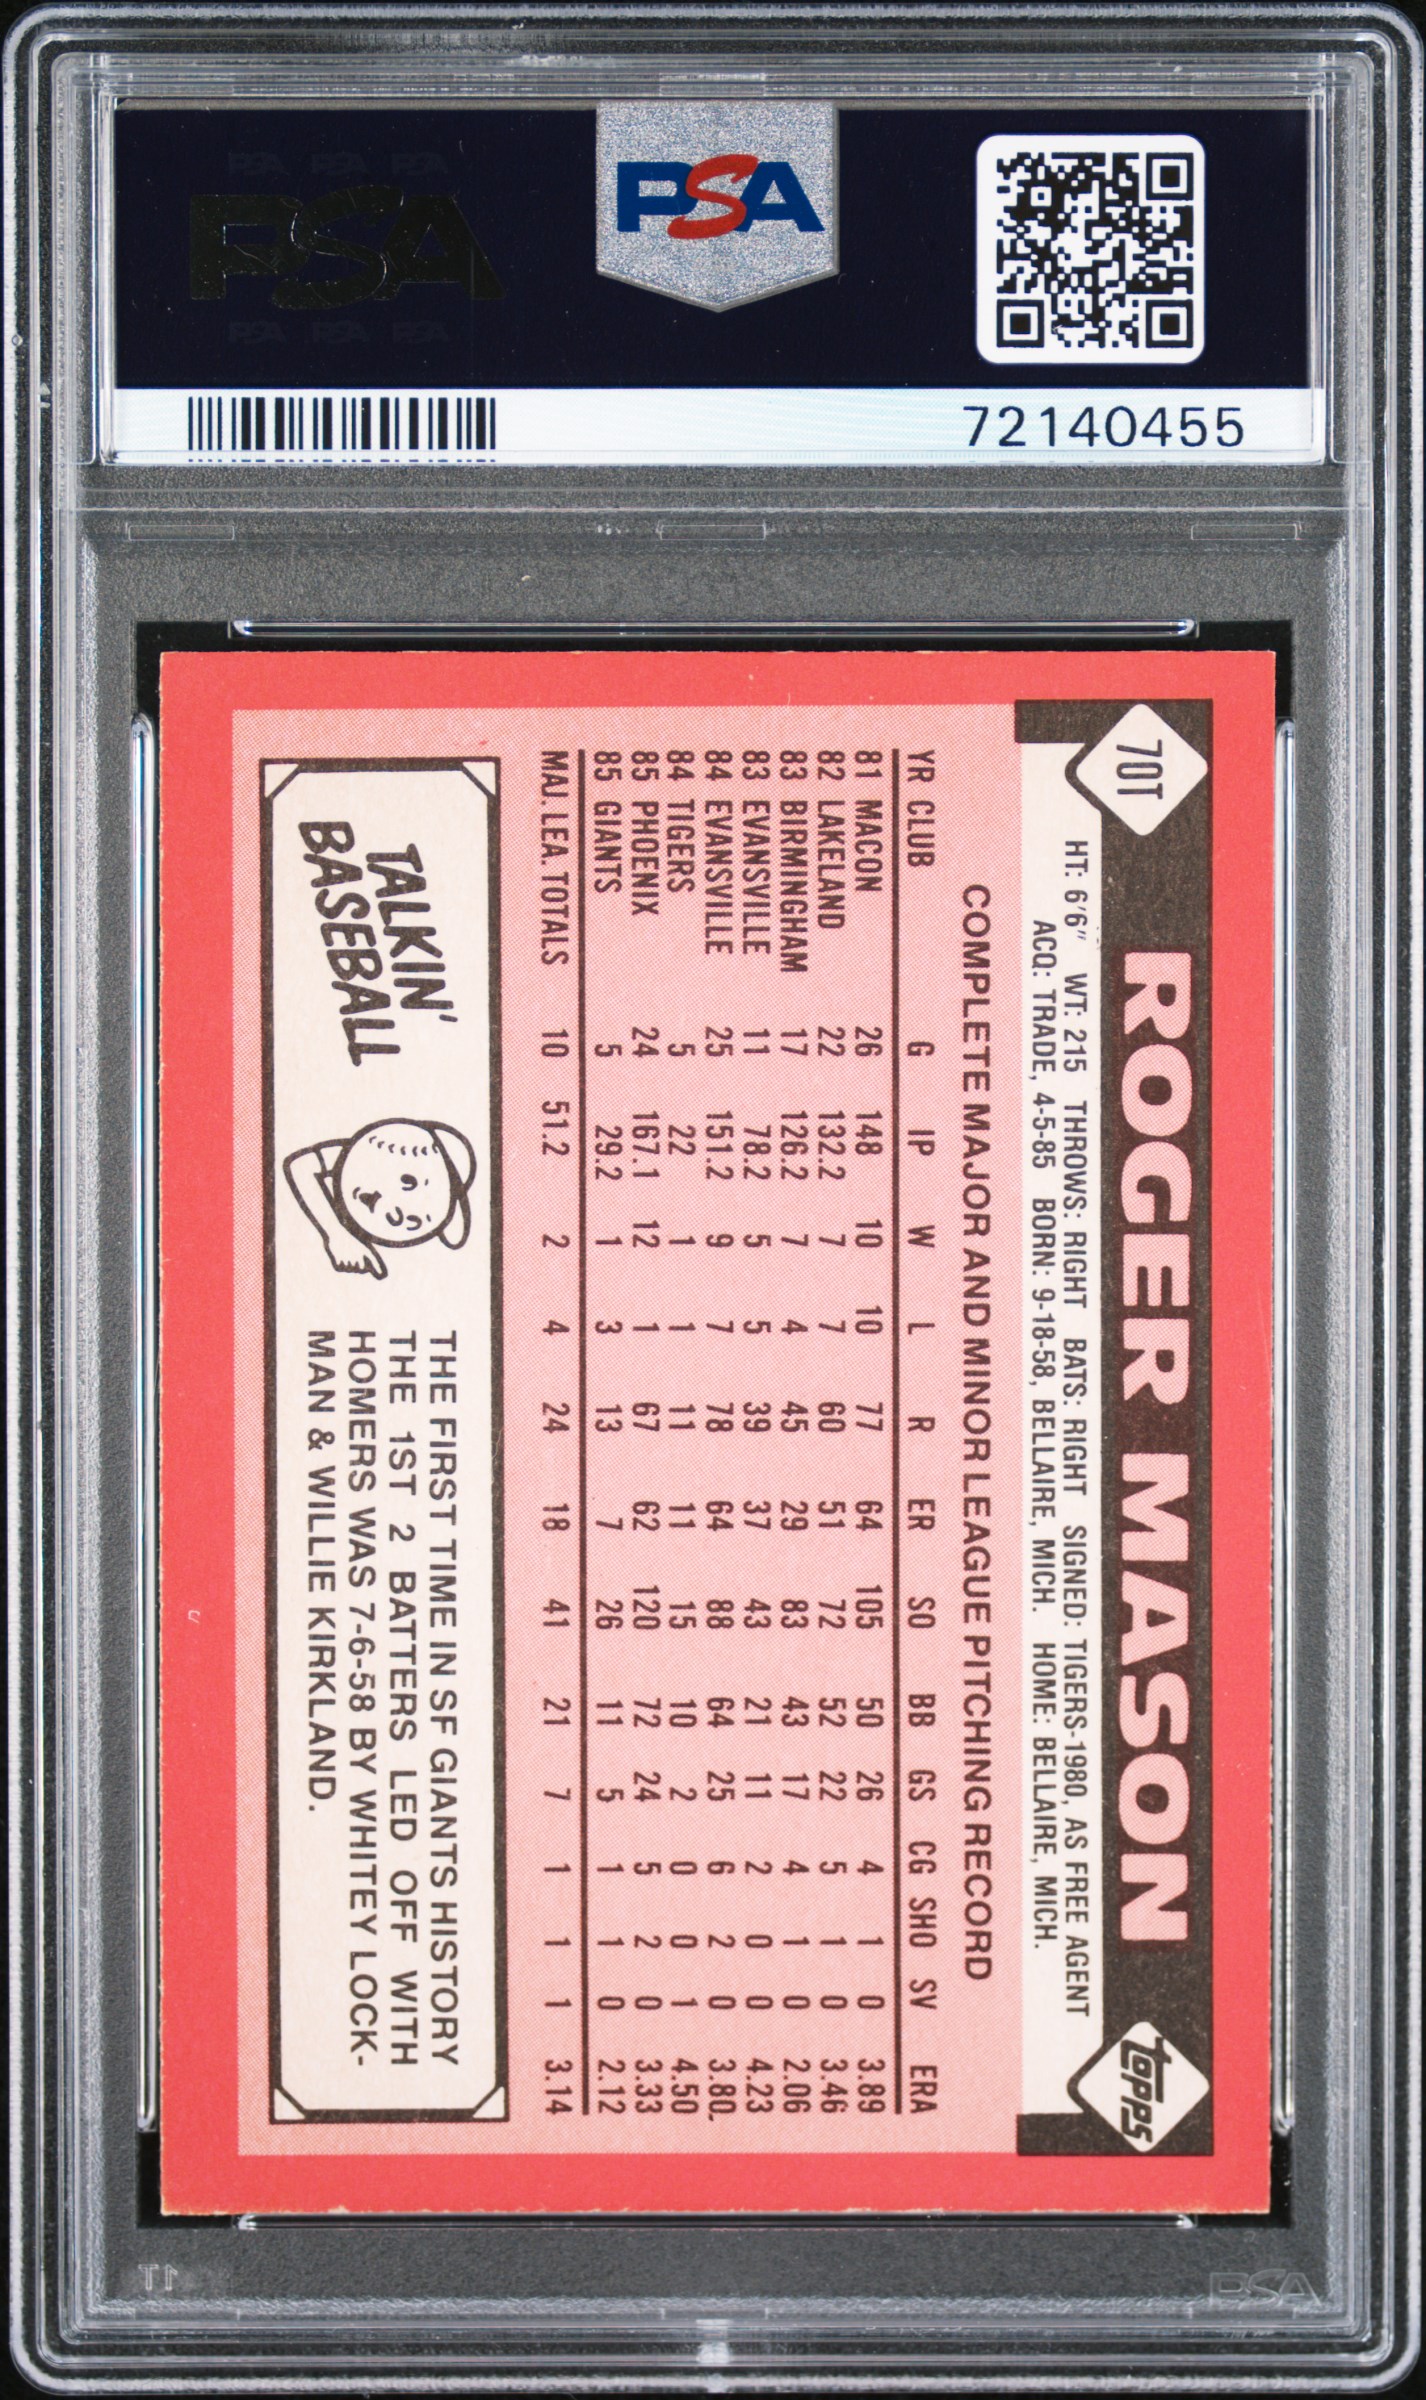 PSA PSA PSA
PSA
PSA PSA PSA
PSA
72140455
70T
ROGER MASON
topps
HT: 6'6" WT: 215 THROWS: RIGHT BATS: RIGHT SIGNED: TIGERS-1980, AS FREE AGENT
ACQ: TRADE, 4-5-85 BORN: 9-18-58, BELLAIRE, MICH. HOME: BELLAIRE, MICH.
COMPLETE MAJOR AND MINOR LEAGUE PITCHING RECORD
YR CLUB G IP W L R ER SO BB GS CG SHO SV ERA
81 MACON 26 148 10 10 77 64 105 50 26 4 1 0 3.89
82 LAKELAND 22 132.2 7 7 60 51 72 52 22 5 1 0 3.46
83 BIRMINGHAM 17 126.2 7 4 45 29 83 43 17 4 1 0 2.06
83 EVANSVILLE 11 78.2 5 5 39 37 43 21 11 2 0 0 4.23
84 EVANSVILLE 25 151.2 9 7 78 64 88 64 25 6 2 0 3.80
84 TIGERS 5 22 1 1 11 11 15 10 2 0 0 1 4.50
85 PHOENIX 24 167.1 12 1 67 62 120 72 24 5 2 0 3.33
85 GIANTS 5 29.2 1 3 13 7 26 11 5 1 1 0 2.12
MAJ. LEA. TOTALS 10 51.2 2 4 24 18 41 21 7 1 1 1 3.14
TALKIN'
BASEBALL
THE FIRST TIME IN SF GIANTS HISTORY
THE 1ST 2 BATTERS LED OFF WITH
HOMERS WAS 7-6-58 BY WHITEY LOCK-
MAN & WILLIE KIRKLAND.
PSA